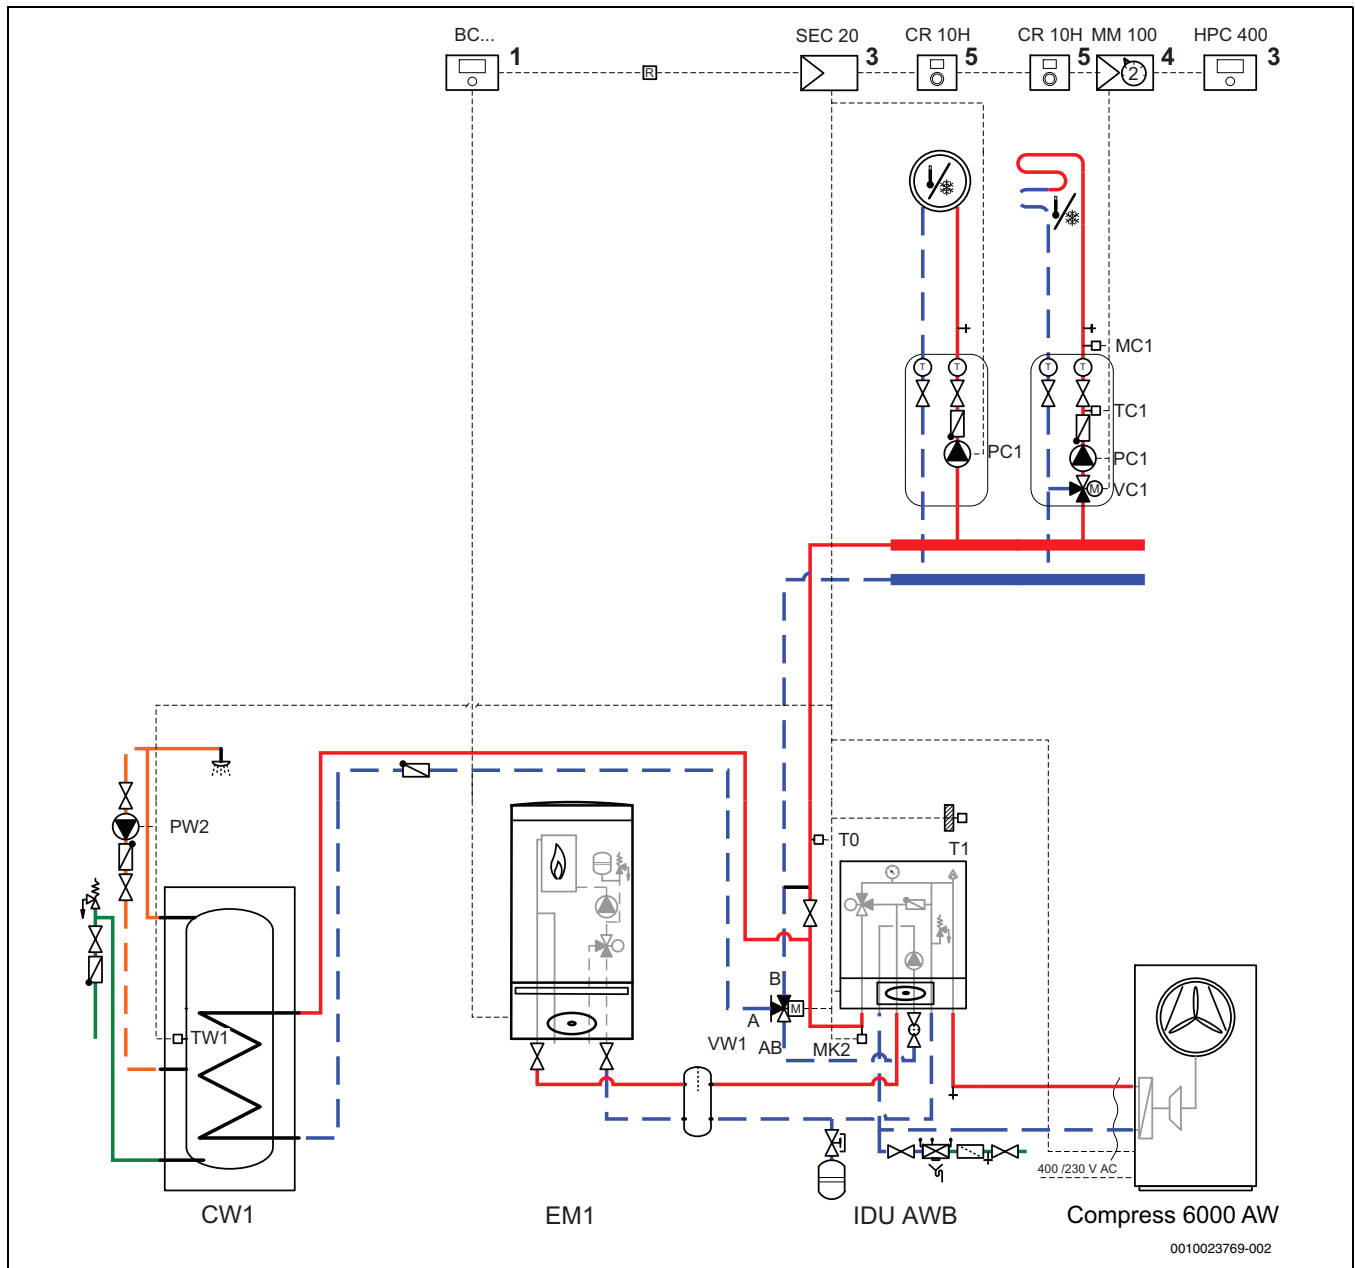 BC... SEC 20 CR 10H CR 10H MM 100 HPC 400
1 3 5 5 4 3
R
2
MC1
T T T T
TC1
PC1 PC1
M VC1
PW2
T0
T1
B
M
A
TW1 VW1 AB MK2
400 /230 V AC
CW1 EM1 IDU AWB Compress 6000 AW
0010023769-002